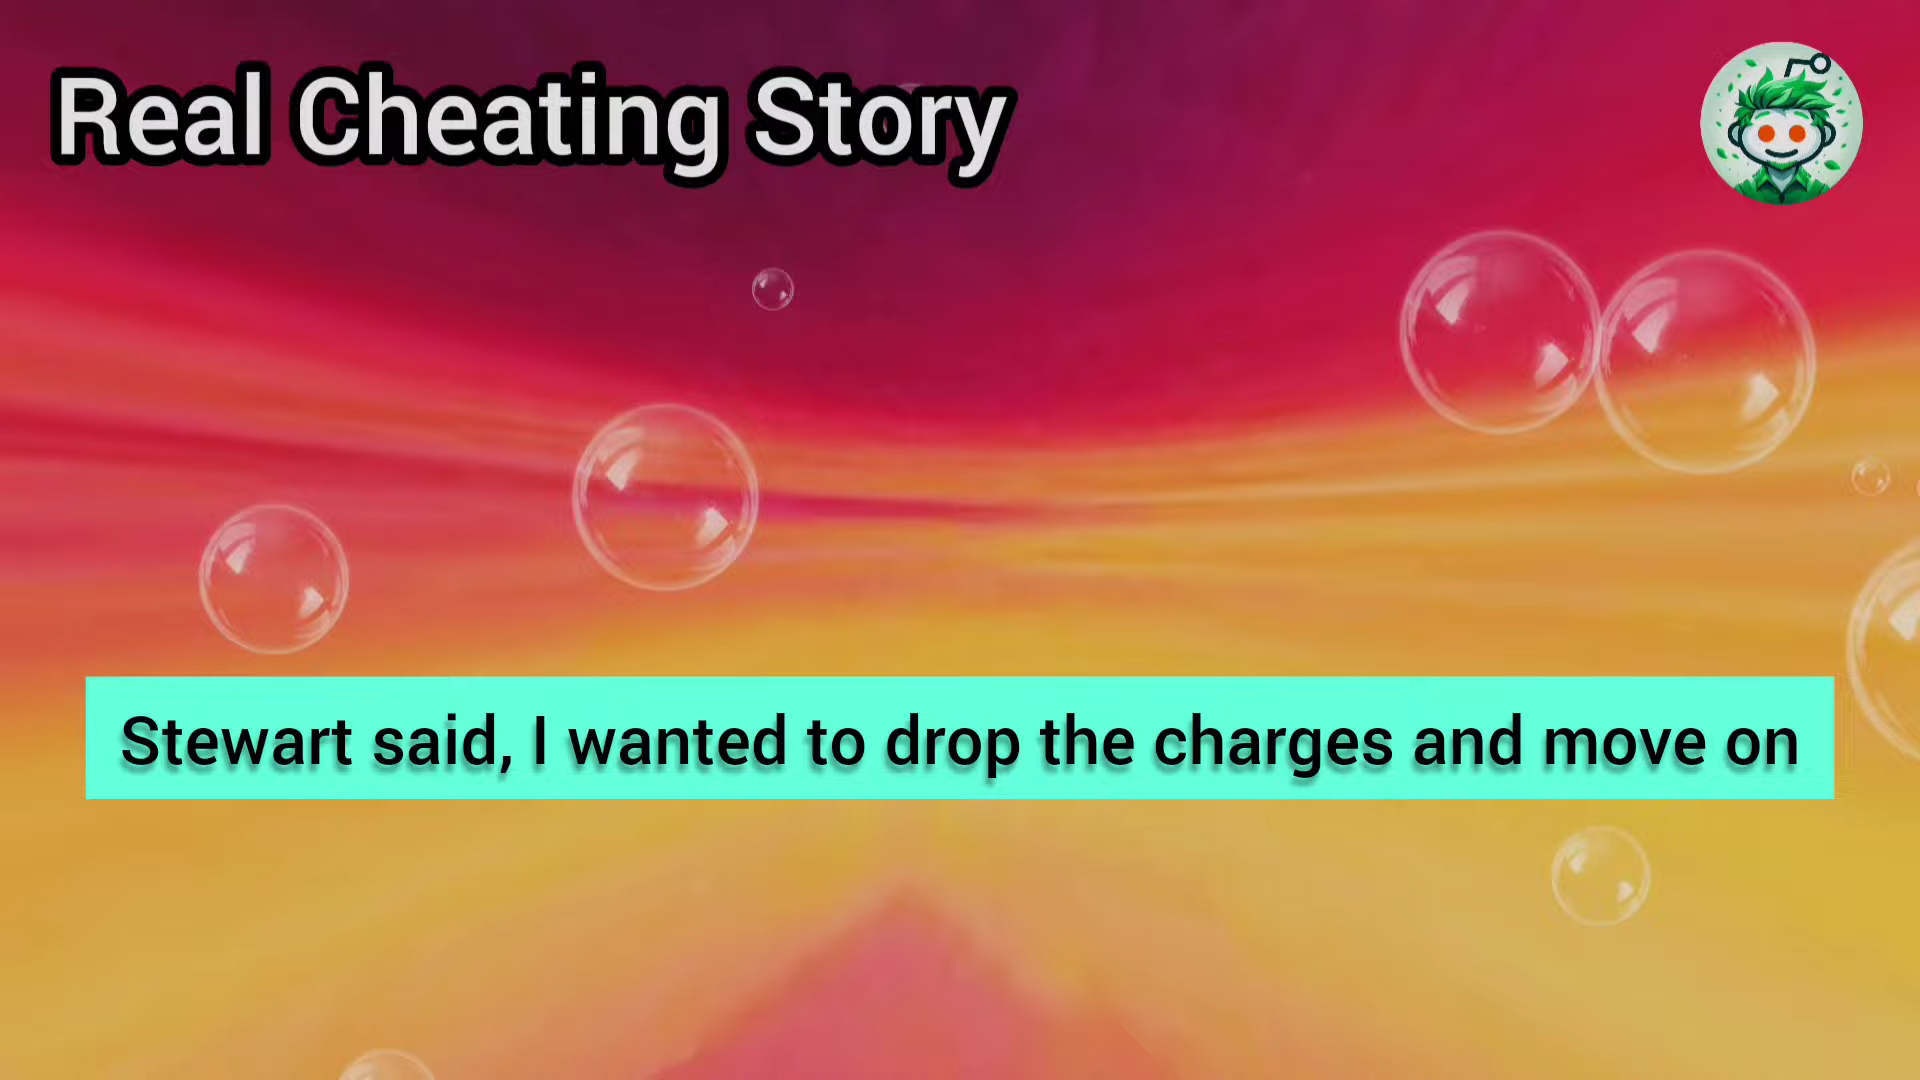 Real Cheating Story
Stewart said, I wanted to drop the charges and move on